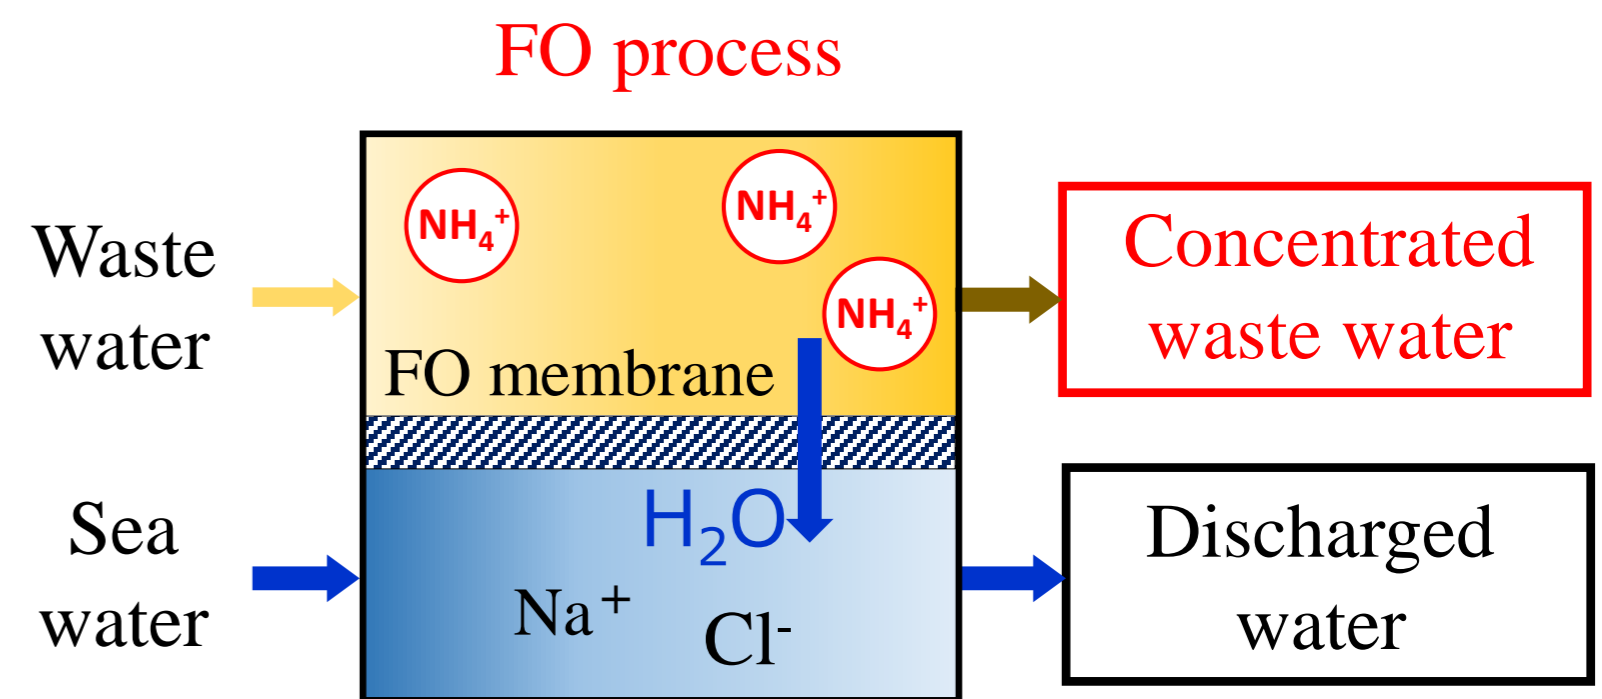 FO process
Waste
water
NH₄⁺
NH₄⁺
NH₄⁺
FO membrane
Concentrated
waste water
Sea
water
H₂O
Na⁺
Cl⁻
Discharged
water